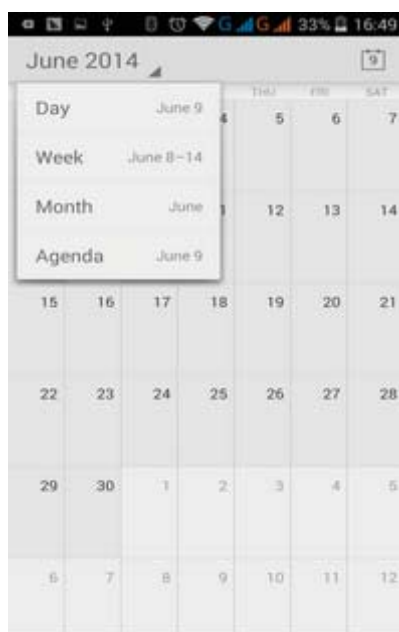 G G 33% 16:49
June 2014 9
THU FRI SAT
Day June 9
4 5 6 7
Week June 8–14
Month June
12 13 14
Agenda June 9
15 16 17 18 19 20 21
22 23 24 25 26 27 28
29 30 1 2 3 4 5
6 7 8 9 10 11 12